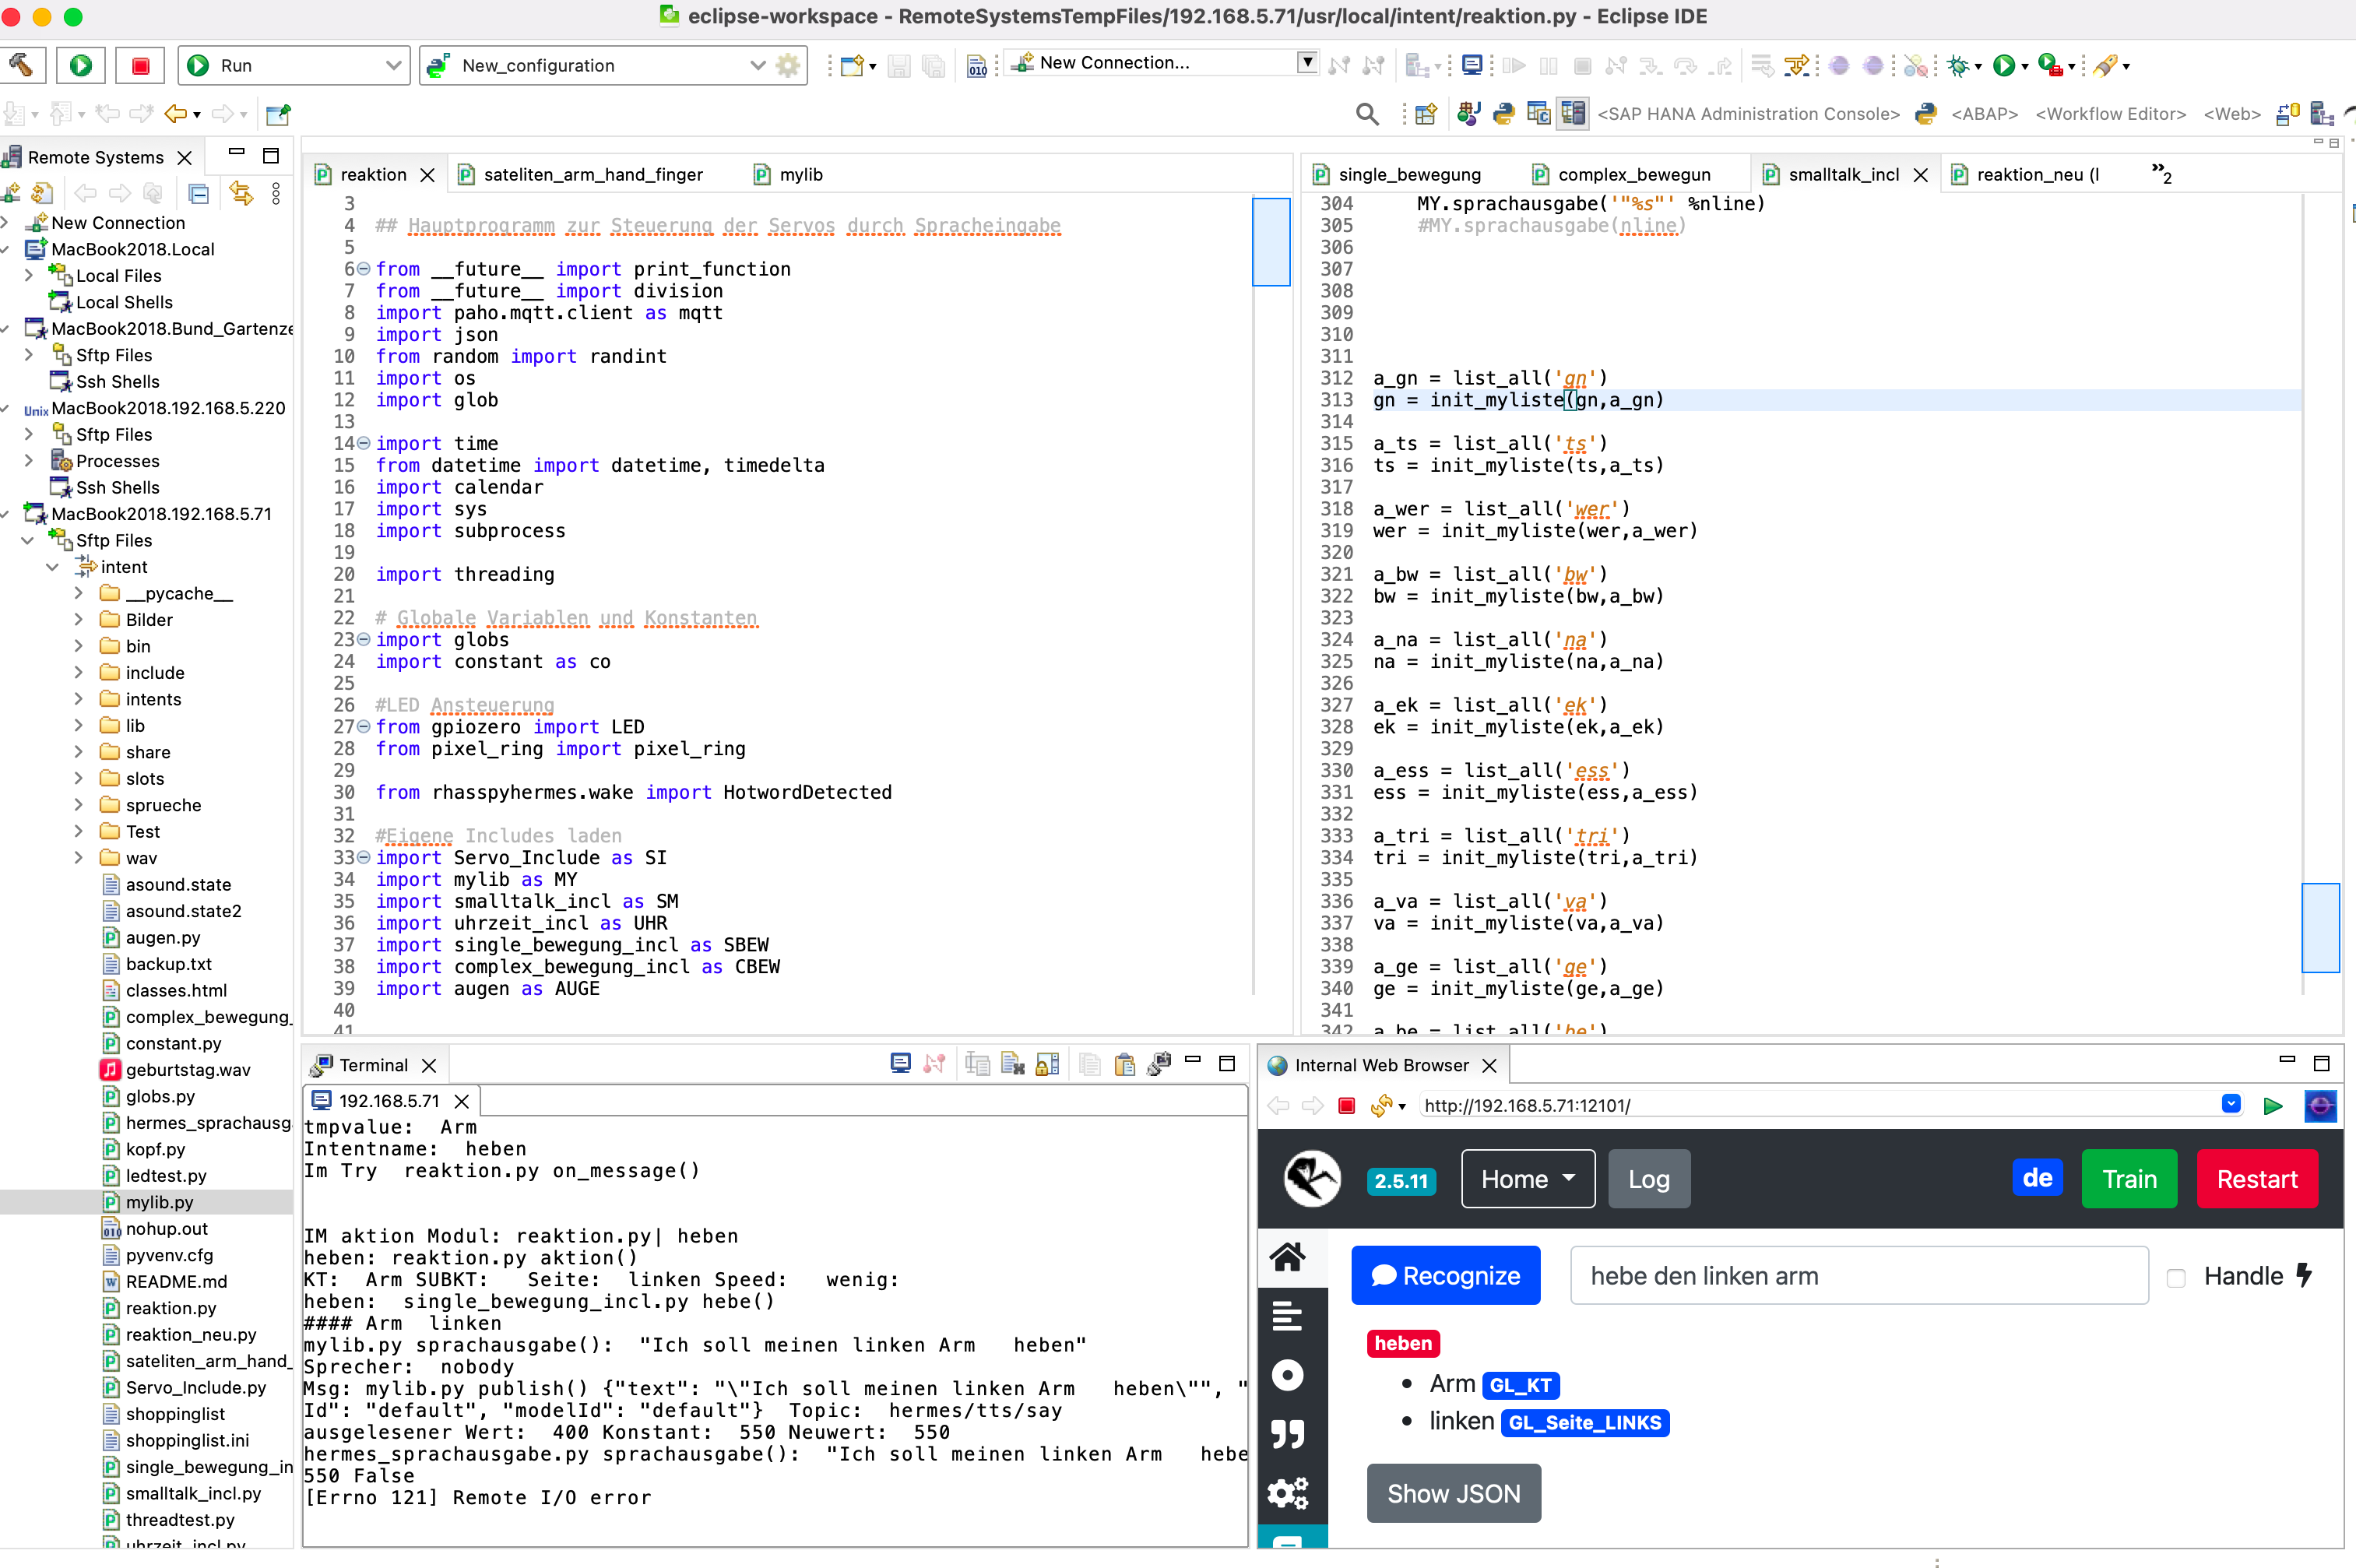 eclipse-workspace - RemoteSystemsTempFiles/192.168.5.71/usr/local/intent/reaktion.py - Eclipse IDE
Run
New_configuration
New Connection...
<SAP HANA Administration Console>
<ABAP>
<Workflow Editor>
<Web>
Remote Systems
New Connection
MacBook2018.Local
Local Files
Local Shells
MacBook2018.Bund_Gartenze
Sftp Files
Ssh Shells
Unix MacBook2018.192.168.5.220
Sftp Files
Processes
Ssh Shells
MacBook2018.192.168.5.71
Sftp Files
intent
__pycache__
Bilder
bin
include
intents
lib
share
slots
sprueche
Test
wav
asound.state
asound.state2
augen.py
backup.txt
classes.html
complex_bewegung_
constant.py
geburtstag.wav
globs.py
hermes_sprachausg
kopf.py
ledtest.py
mylib.py
nohup.out
pyvenv.cfg
README.md
reaktion.py
reaktion_neu.py
sateliten_arm_hand_
Servo_Include.py
shoppinglist
shoppinglist.ini
single_bewegung_in
smalltalk_incl.py
threadtest.py
uhrzeit_incl.py
reaktion
sateliten_arm_hand_finger
mylib
3
4 ## Hauptprogramm zur Steuerung der Servos durch Spracheingabe
5
6 from __future__ import print_function
7 from __future__ import division
8 import paho.mqtt.client as mqtt
9 import json
10 from random import randint
11 import os
12 import glob
13
14 import time
15 from datetime import datetime, timedelta
16 import calendar
17 import sys
18 import subprocess
19
20 import threading
21
22 # Globale Variablen und Konstanten
23 import globs
24 import constant as co
25
26 #LED Ansteuerung
27 from gpiozero import LED
28 from pixel_ring import pixel_ring
29
30 from rhasspyhermes.wake import HotwordDetected
31
32 #Eigene Includes laden
33 import Servo_Include as SI
34 import mylib as MY
35 import smalltalk_incl as SM
36 import uhrzeit_incl as UHR
37 import single_bewegung_incl as SBEW
38 import complex_bewegung_incl as CBEW
39 import augen as AUGE
40
41
single_bewegung
complex_bewegun
smalltalk_incl
reaktion_neu (l
»2
304 MY.sprachausgabe('"%s"' %nline)
305 #MY.sprachausgabe(nline)
306
307
308
309
310
311
312 a_gn = list_all('gn')
313 gn = init_myliste(gn,a_gn)
314
315 a_ts = list_all('ts')
316 ts = init_myliste(ts,a_ts)
317
318 a_wer = list_all('wer')
319 wer = init_myliste(wer,a_wer)
320
321 a_bw = list_all('bw')
322 bw = init_myliste(bw,a_bw)
323
324 a_na = list_all('na')
325 na = init_myliste(na,a_na)
326
327 a_ek = list_all('ek')
328 ek = init_myliste(ek,a_ek)
329
330 a_ess = list_all('ess')
331 ess = init_myliste(ess,a_ess)
332
333 a_tri = list_all('tri')
334 tri = init_myliste(tri,a_tri)
335
336 a_va = list_all('va')
337 va = init_myliste(va,a_va)
338
339 a_ge = list_all('ge')
340 ge = init_myliste(ge,a_ge)
341
342 a_be = list_all('be')
Terminal
192.168.5.71
tmpvalue:  Arm
Intentname:  heben
Im Try  reaktion.py on_message()
IM aktion Modul: reaktion.py| heben
heben: reaktion.py aktion()
KT:  Arm SUBKT:   Seite:  linken Speed:   wenig:
heben:  single_bewegung_incl.py hebe()
#### Arm  linken
mylib.py sprachausgabe():  "Ich soll meinen linken Arm   heben"
Sprecher:  nobody
Msg: mylib.py publish() {"text": "\"Ich soll meinen linken Arm   heben\"", "
Id": "default", "modelId": "default"}  Topic:  hermes/tts/say
ausgelesener Wert:  400 Konstant:  550 Neuwert:  550
hermes_sprachausgabe.py sprachausgabe():  "Ich soll meinen linken Arm   hebe
550 False
[Errno 121] Remote I/O error
Internal Web Browser
http://192.168.5.71:12101/
2.5.11
Home
Log
de
Train
Restart
Recognize
hebe den linken arm
Handle
heben
Arm GL_KT
linken GL_Seite_LINKS
Show JSON